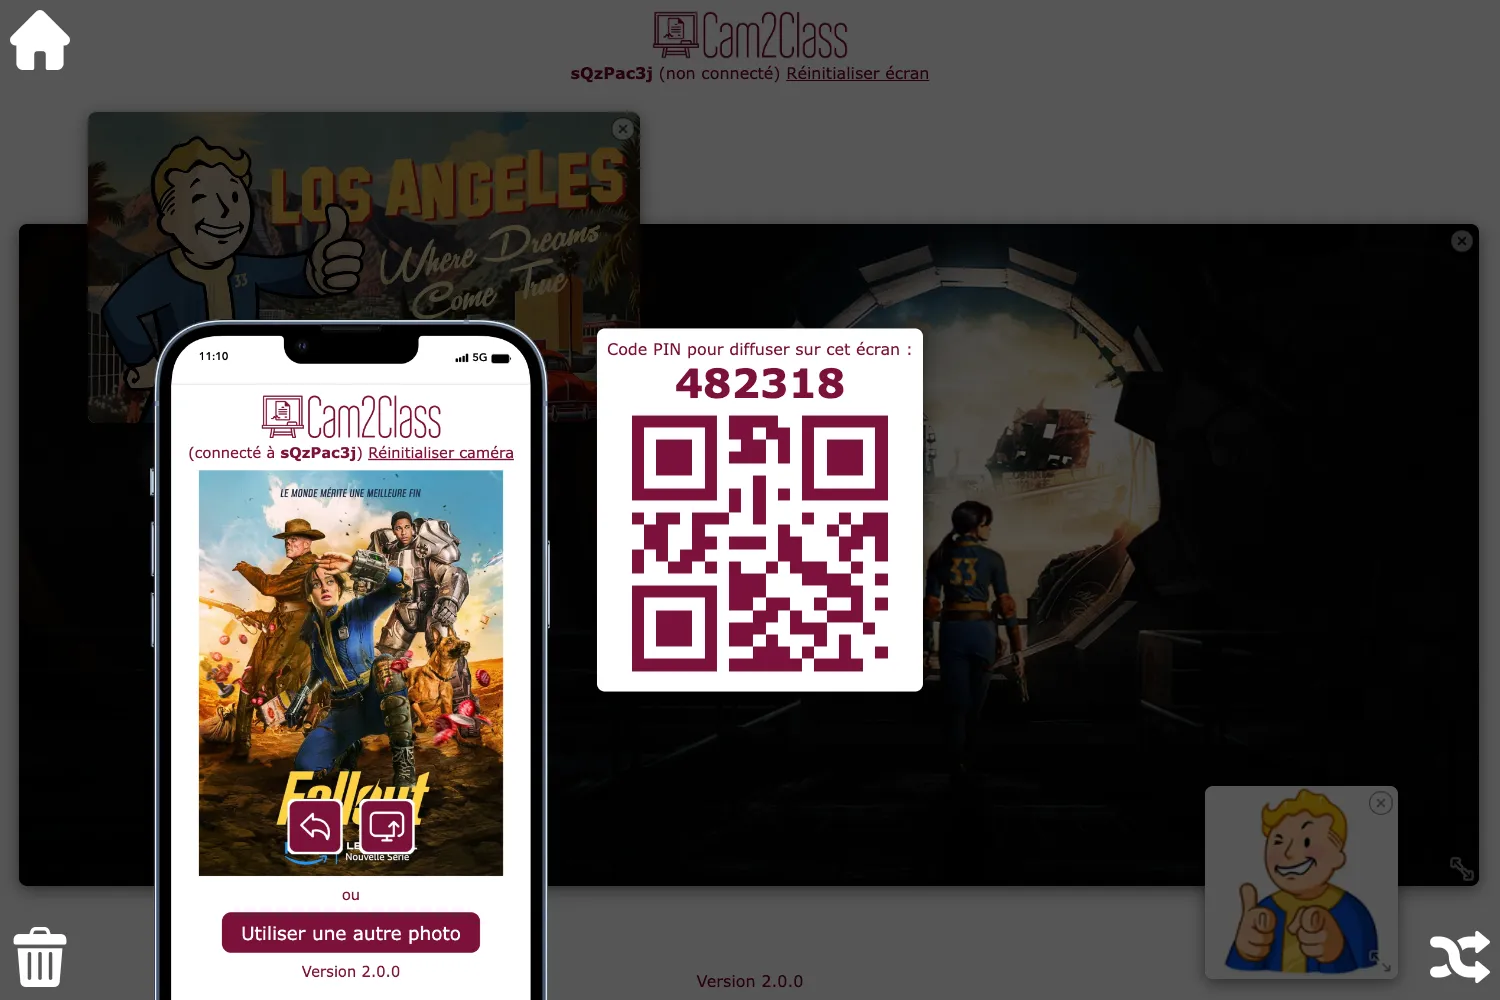 Cam2Class
sQzPac3j (non connecté) Réinitialiser écran
LOS ANGELES
Where Dreams
Come True
33
33
Code PIN pour diffuser sur cet écran :
482318
11:10
5G
Cam2Class
(connecté à sQzPac3j) Réinitialiser caméra
LE MONDE MÉRITE UNE MEILLEURE FIN
Fallout
Nouvelle Série
ou
Utiliser une autre photo
Version 2.0.0
Version 2.0.0